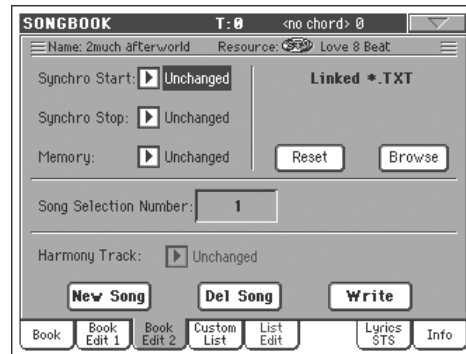 SONGBOOK T:0 <no chord> 0
Name: 2much afterworld Resource: Love 8 Beat
Synchro Start: Unchanged Linked *.TXT
Synchro Stop: Unchanged
Memory: Unchanged Reset Browse
Song Selection Number: 1
Harmony Track: Unchanged
New Song Del Song Write
Book Book Edit 1 Book Edit 2 Custom List List Edit Lyrics STS Info